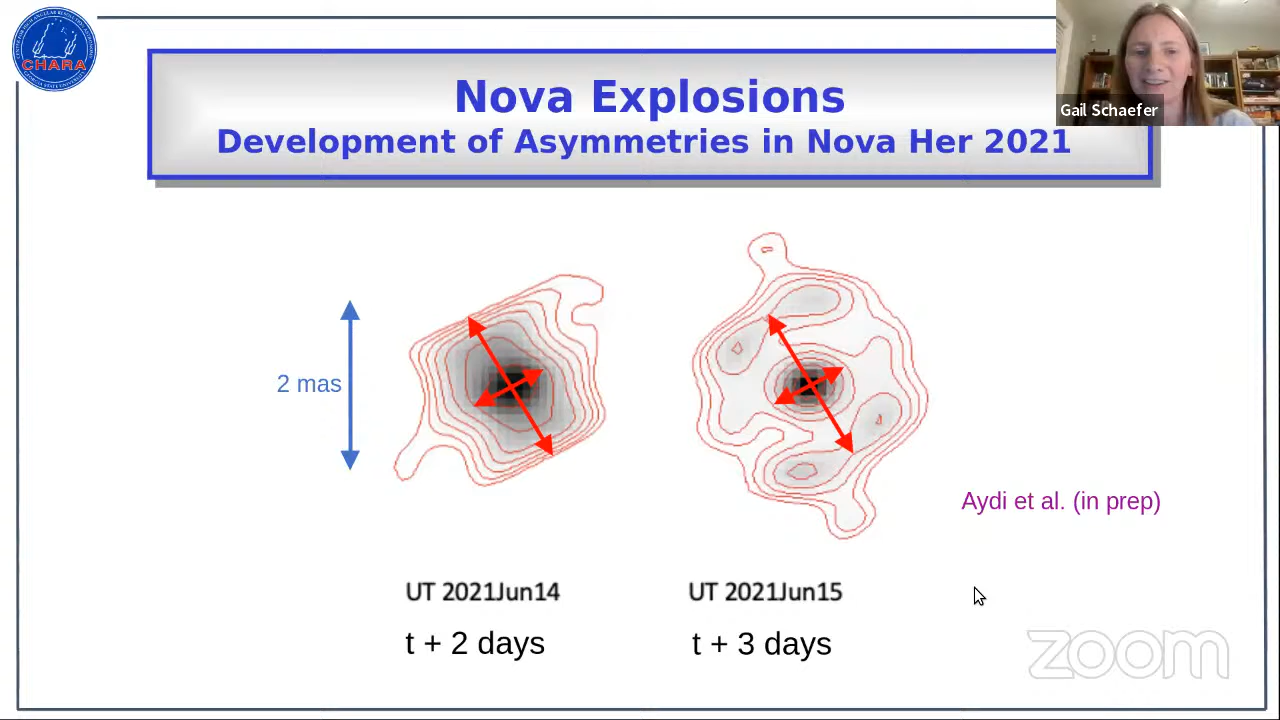 CHARA
Nova Explosions
Development of Asymmetries in Nova Her 2021
Gail Schaefer
2 mas
Aydi et al. (in prep)
UT 2021Jun14
UT 2021Jun15
t + 2 days
t + 3 days
zoom